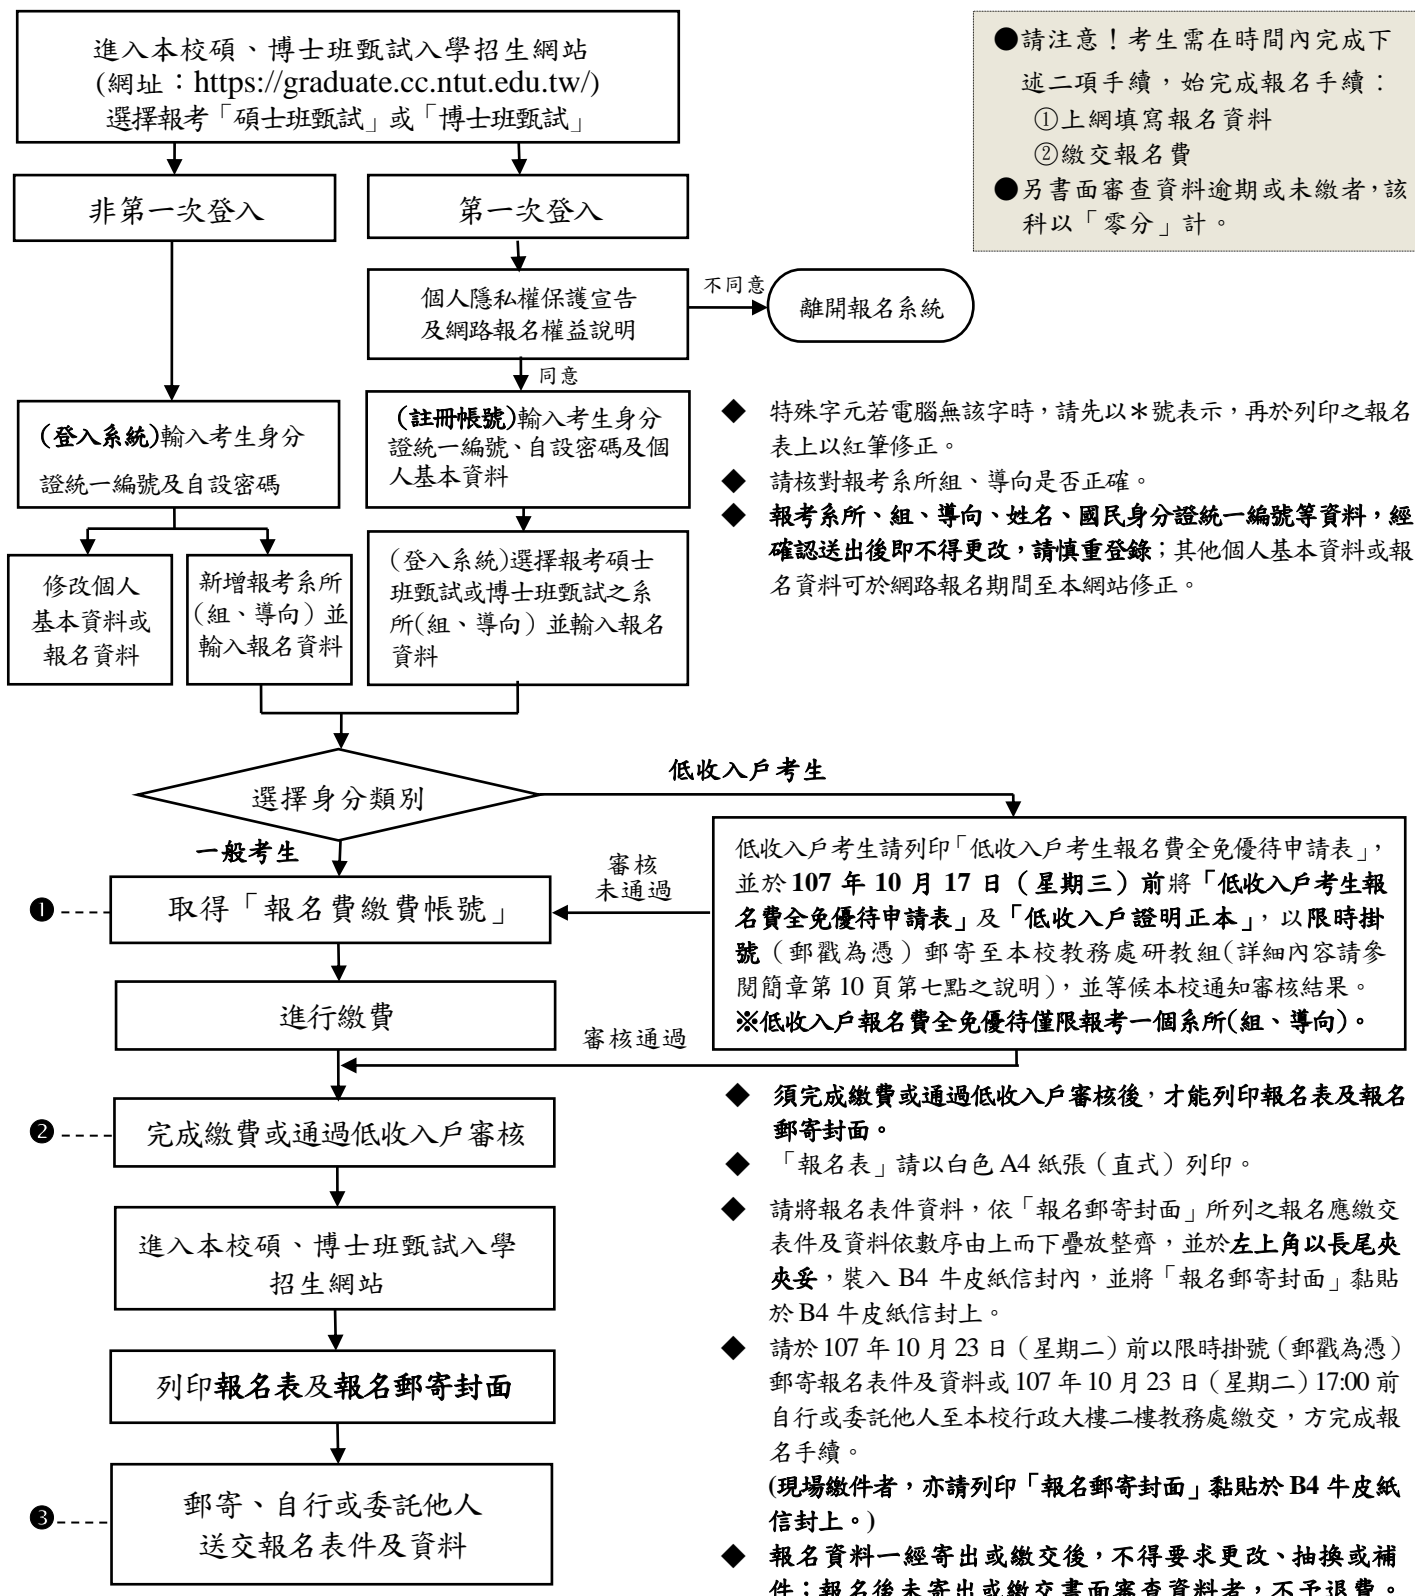 進入本校碩、博士班甄試入學招生網站
(網址：https://graduate.cc.ntut.edu.tw/)
選擇報考「碩士班甄試」或「博士班甄試」
●請注意！考生需在時間內完成下
述二項手續，始完成報名手續：
①上網填寫報名資料
②繳交報名費
●另書面審查資料逾期或未繳者，該
科以「零分」計。
非第一次登入
第一次登入
個人隱私權保護宣告
及網路報名權益說明
不同意
離開報名系統
同意
(登入系統)輸入考生身分
證統一編號及自設密碼
(註冊帳號)輸入考生身分
證統一編號、自設密碼及個
人基本資料
◆ 特殊字元若電腦無該字時，請先以＊號表示，再於列印之報名
表上以紅筆修正。
◆ 請核對報考系所組、導向是否正確。
◆ 報考系所、組、導向、姓名、國民身分證統一編號等資料，經
確認送出後即不得更改，請慎重登錄；其他個人基本資料或報
名資料可於網路報名期間至本網站修正。
修改個人
基本資料或
報名資料
新增報考系所
(組、導向)並
輸入報名資料
(登入系統)選擇報考碩士
班甄試或博士班甄試之系
所(組、導向) 並輸入報名
資料
選擇身分類別
低收入戶考生
一般考生
低收入戶考生請列印「低收入戶考生報名費全免優待申請表」，
並於 107 年 10 月 17 日（星期三）前將「低收入戶考生報
名費全免優待申請表」及「低收入戶證明正本」，以限時掛
號（郵戳為憑）郵寄至本校教務處研教組(詳細內容請參
閱簡章第 10 頁第七點之說明)，並等候本校通知審核結果。
※低收入戶報名費全免優待僅限報考一個系所(組、導向)。
審核
未通過
❶
取得「報名費繳費帳號」
進行繳費
審核通過
❷
完成繳費或通過低收入戶審核
進入本校碩、博士班甄試入學
招生網站
列印報名表及報名郵寄封面
❸
郵寄、自行或委託他人
送交報名表件及資料
◆ 須完成繳費或通過低收入戶審核後，才能列印報名表及報名
郵寄封面。
◆ 「報名表」請以白色 A4 紙張（直式）列印。
◆ 請將報名表件資料，依「報名郵寄封面」所列之報名應繳交
表件及資料依數序由上而下疊放整齊，並於左上角以長尾夾
夾妥，裝入 B4 牛皮紙信封內，並將「報名郵寄封面」黏貼
於 B4 牛皮紙信封上。
◆ 請於 107 年 10 月 23 日（星期二）前以限時掛號（郵戳為憑）
郵寄報名表件及資料或 107 年 10 月 23 日（星期二）17:00 前
自行或委託他人至本校行政大樓二樓教務處繳交，方完成報
名手續。
(現場繳件者，亦請列印「報名郵寄封面」黏貼於 B4 牛皮紙
信封上。)
◆ 報名資料一經寄出或繳交後，不得要求更改、抽換或補
件；報名後未寄出或繳交書面審查資料者，不予退費。